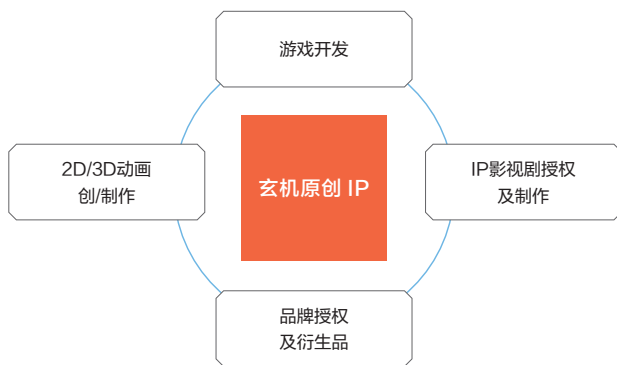 游戏开发
2D/3D动画
创/制作
玄机原创 IP
IP影视剧授权
及制作
品牌授权
及衍生品